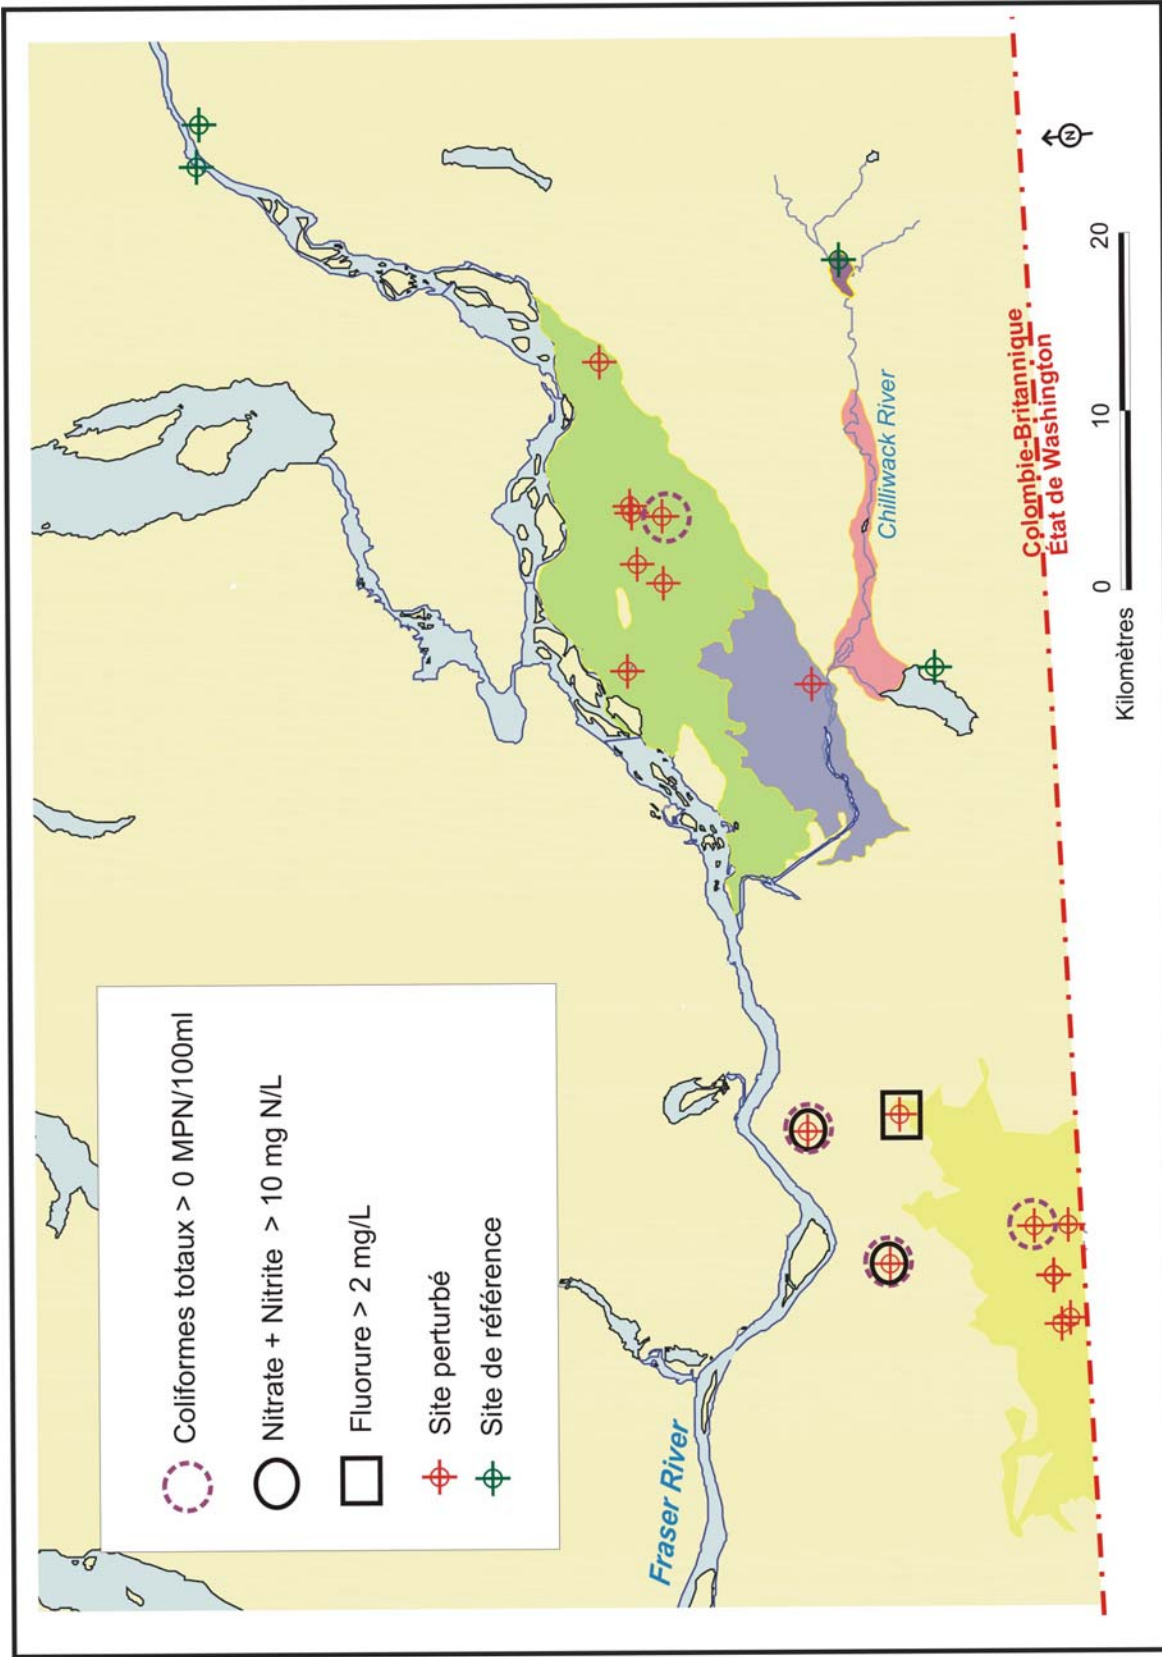 Coliformes totaux > 0 MPN/100ml
Nitrate + Nitrite > 10 mg N/L
Fluorure > 2 mg/L
Site perturbé
Site de référence
Fraser River
Chilliwack River
Colombie-Britannique
État de Washington
N
0 10 20
Kilomètres